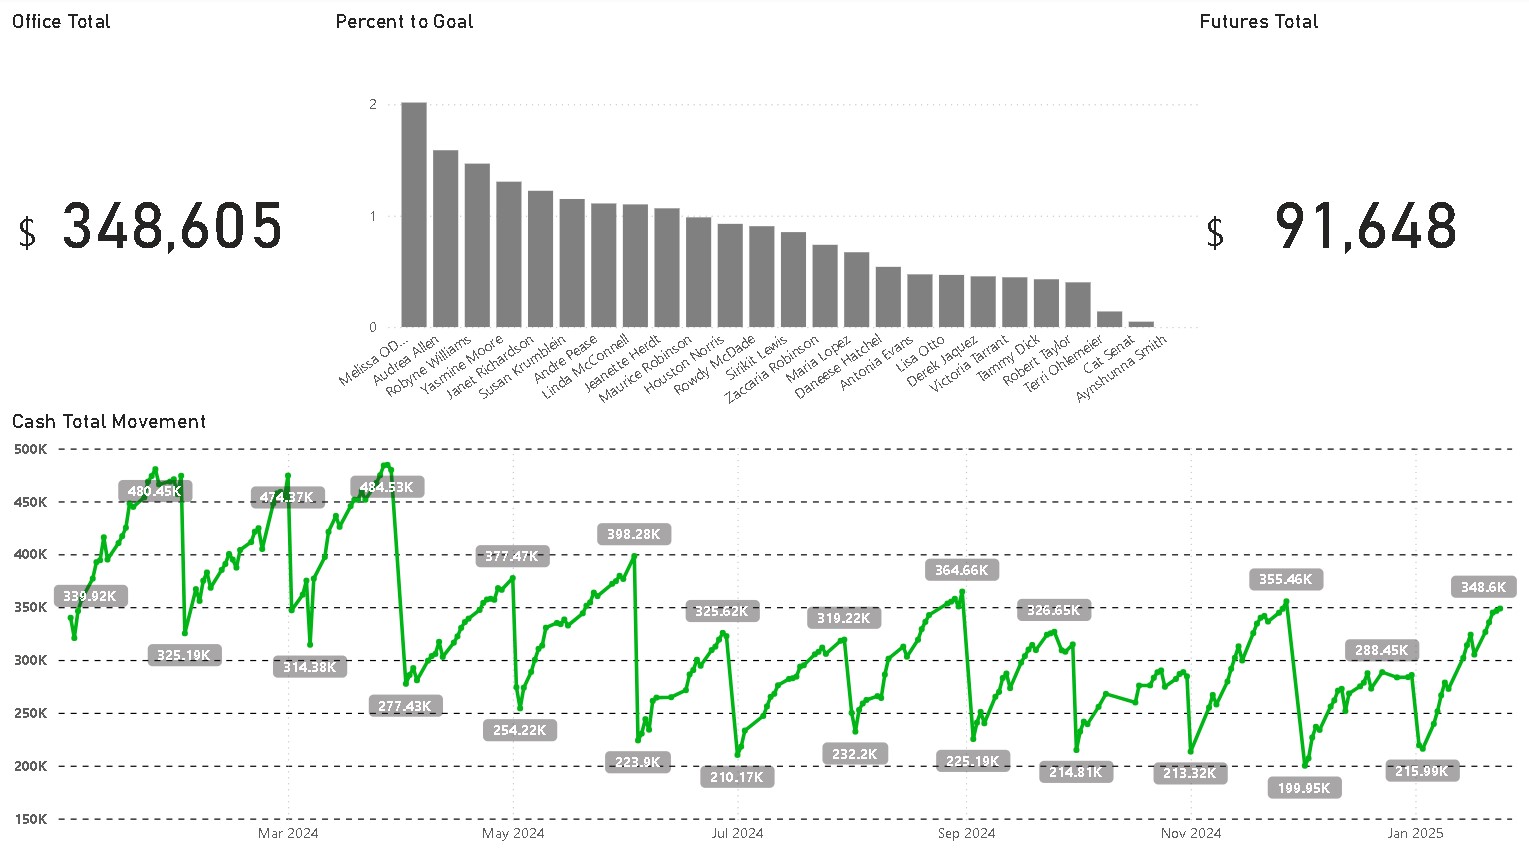 Office Total
Percent to Goal
Futures Total
$ 348,605
2
1
0
Melissa OD...
Audrea Allen
Robyne Williams
Yasmine Moore
Janet Richardson
Susan Krumblein
Andre Pease
Linda McConnell
Jeanette Herdt
Maurice Robinson
Houston Norris
Rowdy McDade
Sirikit Lewis
Zaccaria Robinson
Maria Lopez
Daneese Hatchel
Antonia Evans
Lisa Otto
Derek Jaquez
Victoria Tarrant
Tammy Dick
Robert Taylor
Terri Ohlemeier
Cat Senat
Aynshunna Smith
$ 91,648
Cash Total Movement
500K
450K
400K
350K
300K
250K
200K
150K
339.92K
480.45K
325.19K
474.37K
314.38K
484.53K
277.43K
377.47K
254.22K
398.28K
223.9K
325.62K
210.17K
319.22K
232.2K
364.66K
225.19K
326.65K
214.81K
213.32K
355.46K
199.95K
288.45K
215.99K
348.6K
Mar 2024
May 2024
Jul 2024
Sep 2024
Nov 2024
Jan 2025